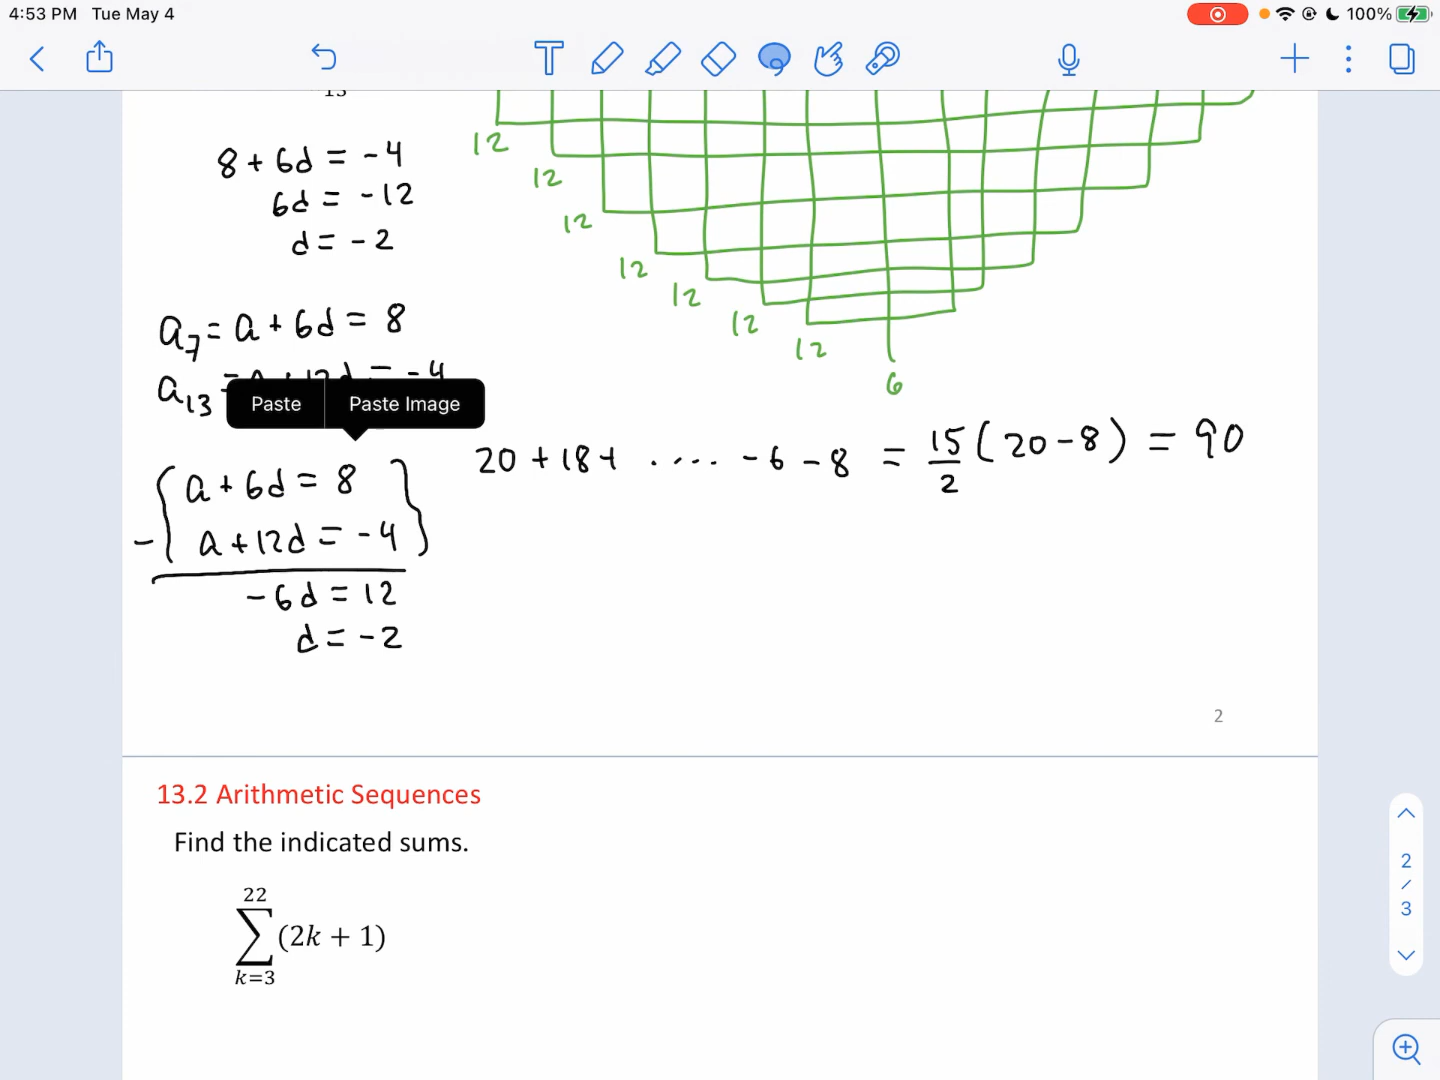 4:53 PM Tue May 4
100%
8 + 6d = -4
6d = -12
d = -2
12
12
12
12
12
12
12
6
a₇ = a + 6d = 8
a₁₃ = -4
Paste
Paste Image
a + 6d = 8
a + 12d = -4
-6d = 12
d = -2
20 + 18 + ..... -6 -8 = 15/2 (20 - 8) = 90
2
13.2 Arithmetic Sequences
Find the indicated sums.
22
∑(2k + 1)
k=3
2
/
3